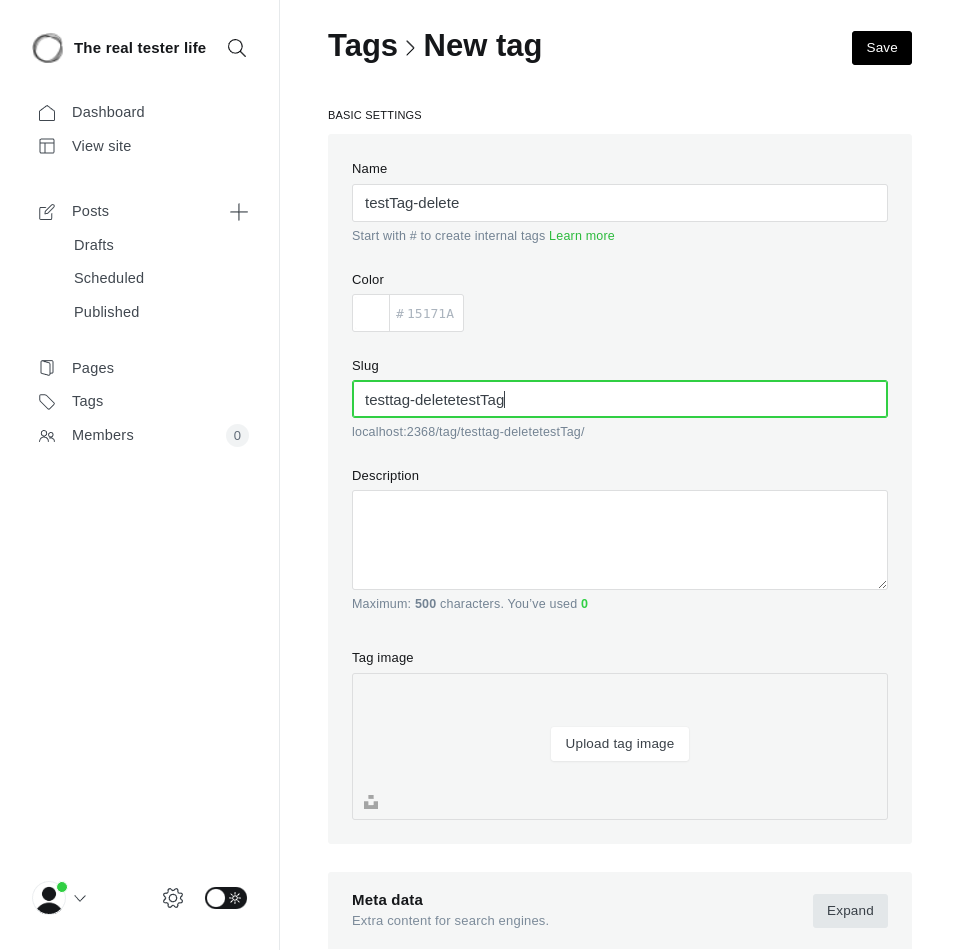 The real tester life
Dashboard
View site
Posts
Drafts
Scheduled
Published
Pages
Tags
Members
0
Tags
New tag
Save
BASIC SETTINGS
Name
testTag-delete
Start with # to create internal tags Learn more
Color
# 15171A
Slug
testtag-deletetestTag
localhost:2368/tag/testtag-deletetestTag/
Description
Maximum: 500 characters. You’ve used 0
Tag image
Upload tag image
Meta data
Extra content for search engines.
Expand